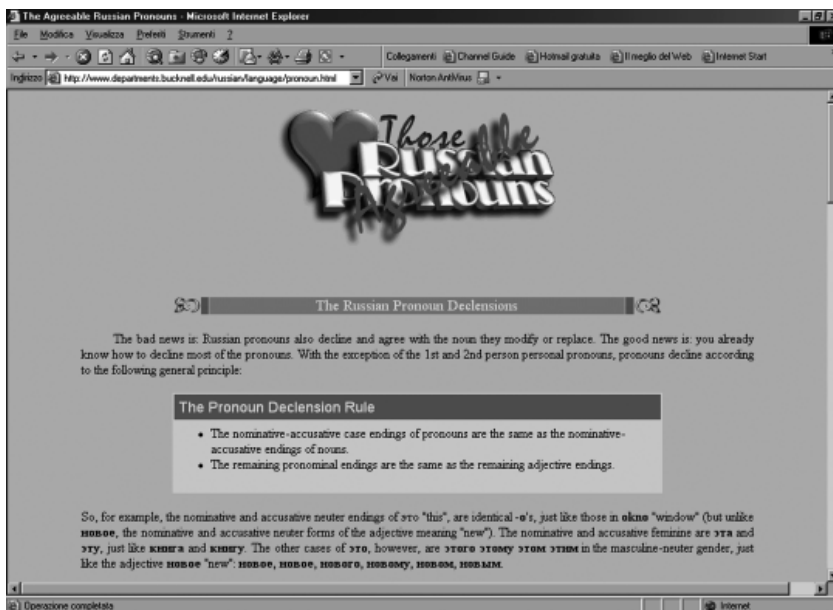 The Agreeable Russian Pronouns - Microsoft Internet Explorer
File Modifica Visualizza Preferiti Strumenti ?
Collegamenti Channel Guide Hotmail gratuita Il meglio del Web Internet Start
Indirizzo http://www.departments.bucknell.edu/russian/language/pronoun.html Vai Norton AntiVirus
Those
Agreeable
Russian
Pronouns
The Russian Pronoun Declensions
The bad news is: Russian pronouns also decline and agree with the noun they modify or replace. The good news is: you already
know how to decline most of the pronouns. With the exception of the 1st and 2nd person personal pronouns, pronouns decline according
to the following general principle:
The Pronoun Declension Rule
• The nominative-accusative case endings of pronouns are the same as the nominative-
accusative endings of nouns.
• The remaining pronominal endings are the same as the remaining adjective endings.
So, for example, the nominative and accusative neuter endings of это "this", are identical -о's, just like those in окno "window" (but unlike
новое, the nominative and accusative neuter forms of the adjective meaning "new"). The nominative and accusative feminine are эта and
эту, just like книга and книгу. The other cases of это, however, are этого этому этом этим in the masculine-neuter gender, just
like the adjective новое "new": новое, новое, нового, новому, новом, новым.
Operazione completata Internet